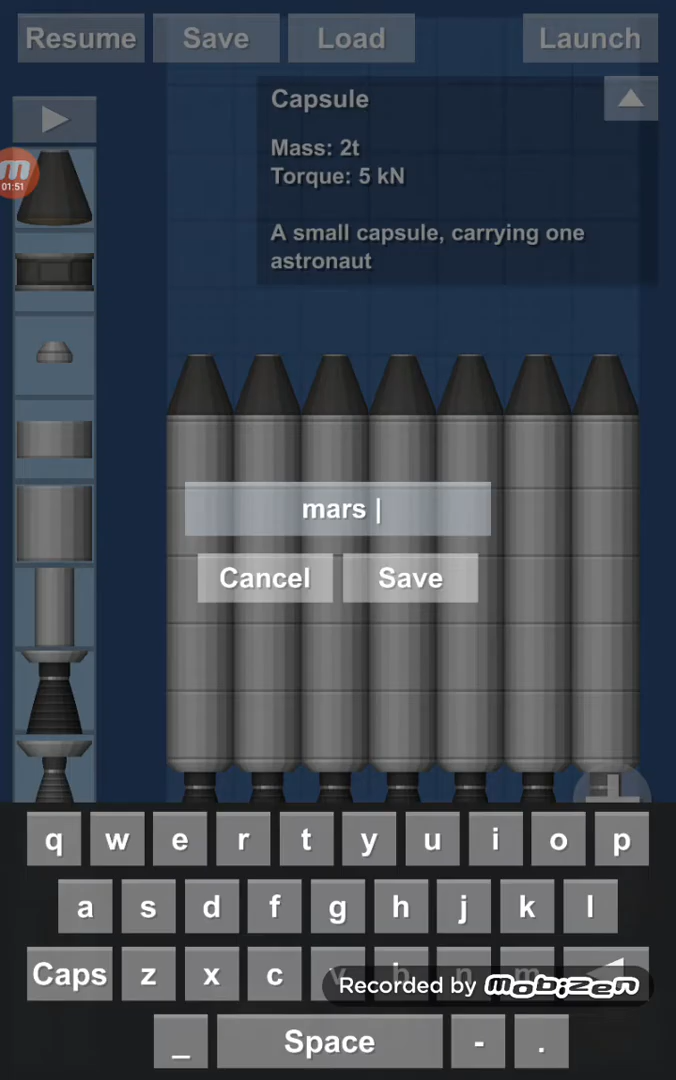 Resume Save Load Launch
Capsule
Mass: 2t
Torque: 5 kN
A small capsule, carrying one
astronaut
01:51
mars |
Cancel Save
q w e r t y u i o p
a s d f g h j k l
Caps z x c v b n m
Recorded by mobizen
_ Space - .